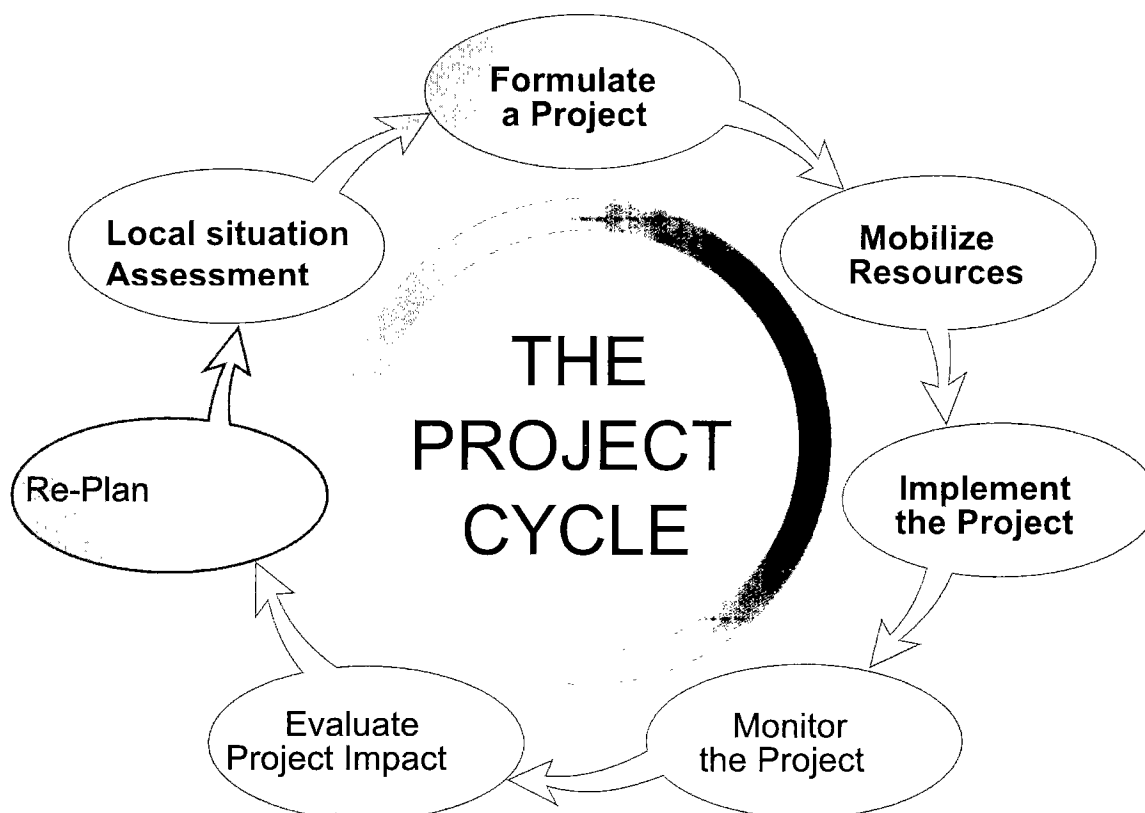 Formulate
a Project
Mobilize
Resources
Implement
the Project
Monitor
the Project
Evaluate
Project Impact
Re-Plan
Local situation
Assessment
THE
PROJECT
CYCLE